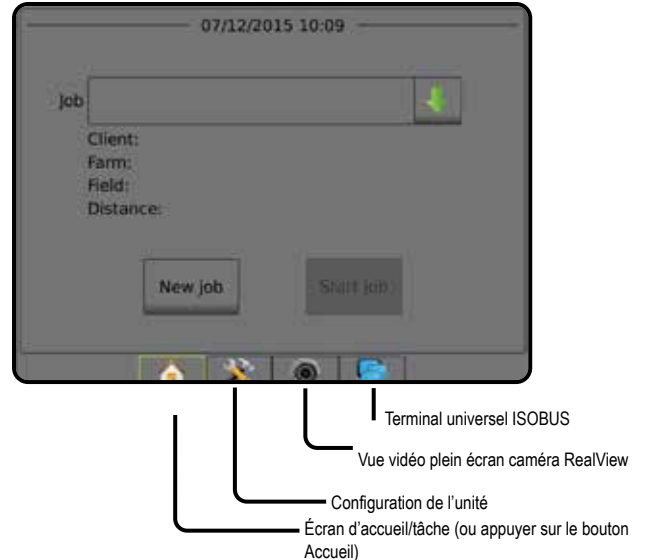 07/12/2015 10:09
Job
Client:
Farm:
Field:
Distance:
New job
Start job
Terminal universel ISOBUS
Vue vidéo plein écran caméra RealView
Configuration de l’unité
Écran d’accueil/tâche (ou appuyer sur le bouton
Accueil)